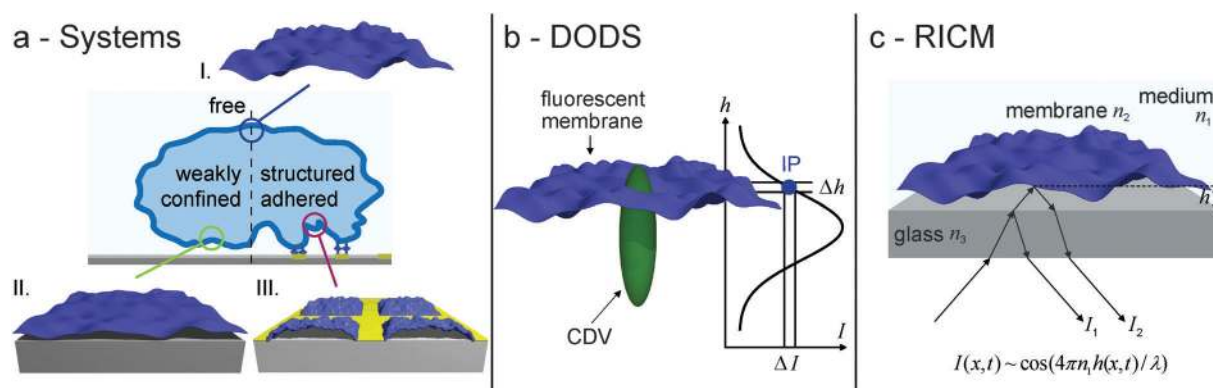 a - Systems
I.
free
weakly
confined
structured
adhered
II.
III.
b - DODS
fluorescent
membrane
h
IP
Δh
CDV
ΔI
I
c - RICM
medium
n₁
membrane n₂
h
glass n₃
I₁
I₂
I(x,t) ~ cos(4πn₁h(x,t)/λ)